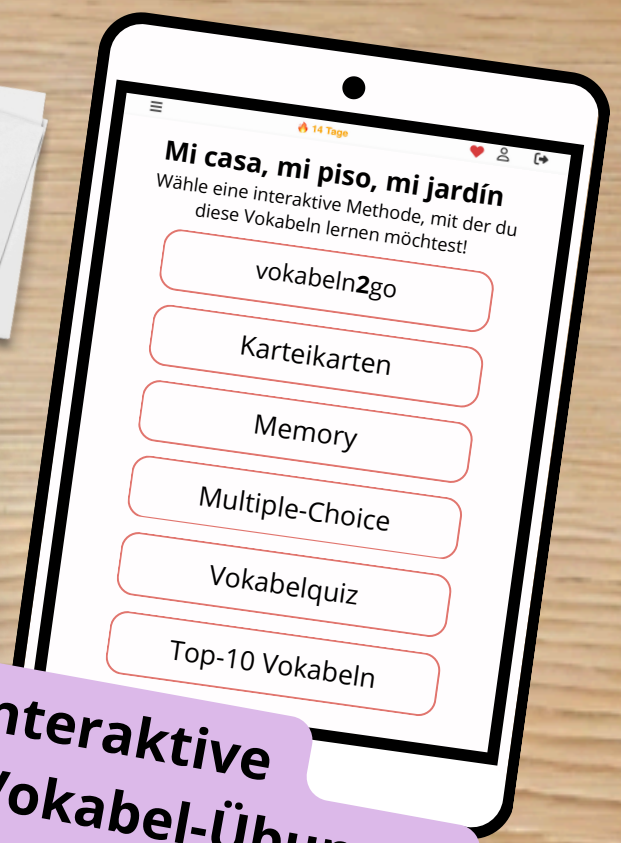 14 Tage
Mi casa, mi piso, mi jardín
Wähle eine interaktive Methode, mit der du
diese Vokabeln lernen möchtest!
vokabeln2go
Karteikarten
Memory
Multiple-Choice
Vokabelquiz
Top-10 Vokabeln
nteraktive
okabel-Übun